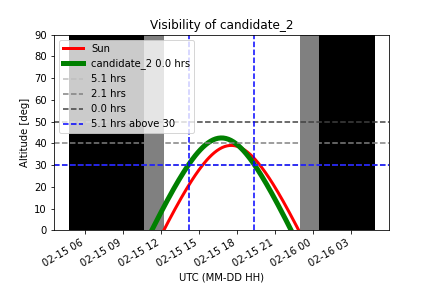 Visibility of candidate_2
Altitude [deg]
90
80
70
60
50
40
30
20
10
0
Sun
candidate_2 0.0 hrs
5.1 hrs
2.1 hrs
0.0 hrs
5.1 hrs above 30
02-15 06
02-15 09
02-15 12
02-15 15
02-15 18
02-15 21
02-16 00
02-16 03
UTC (MM-DD HH)